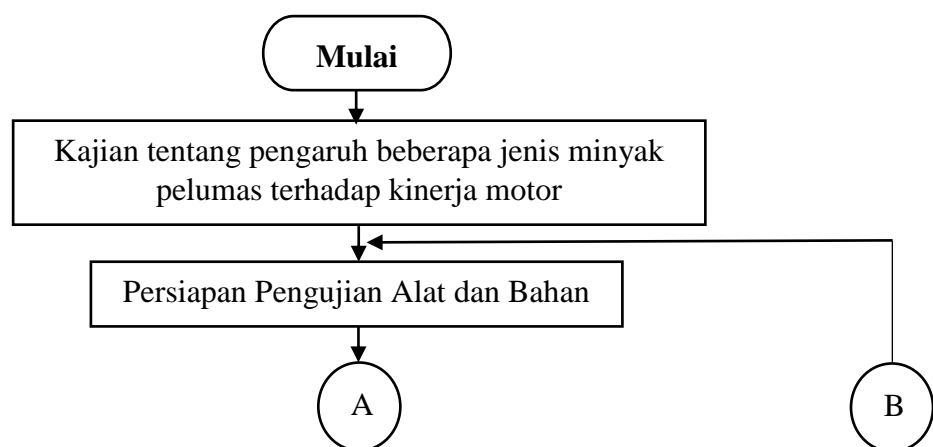 Mulai
Kajian tentang pengaruh beberapa jenis minyak
pelumas terhadap kinerja motor
Persiapan Pengujian Alat dan Bahan
A
B